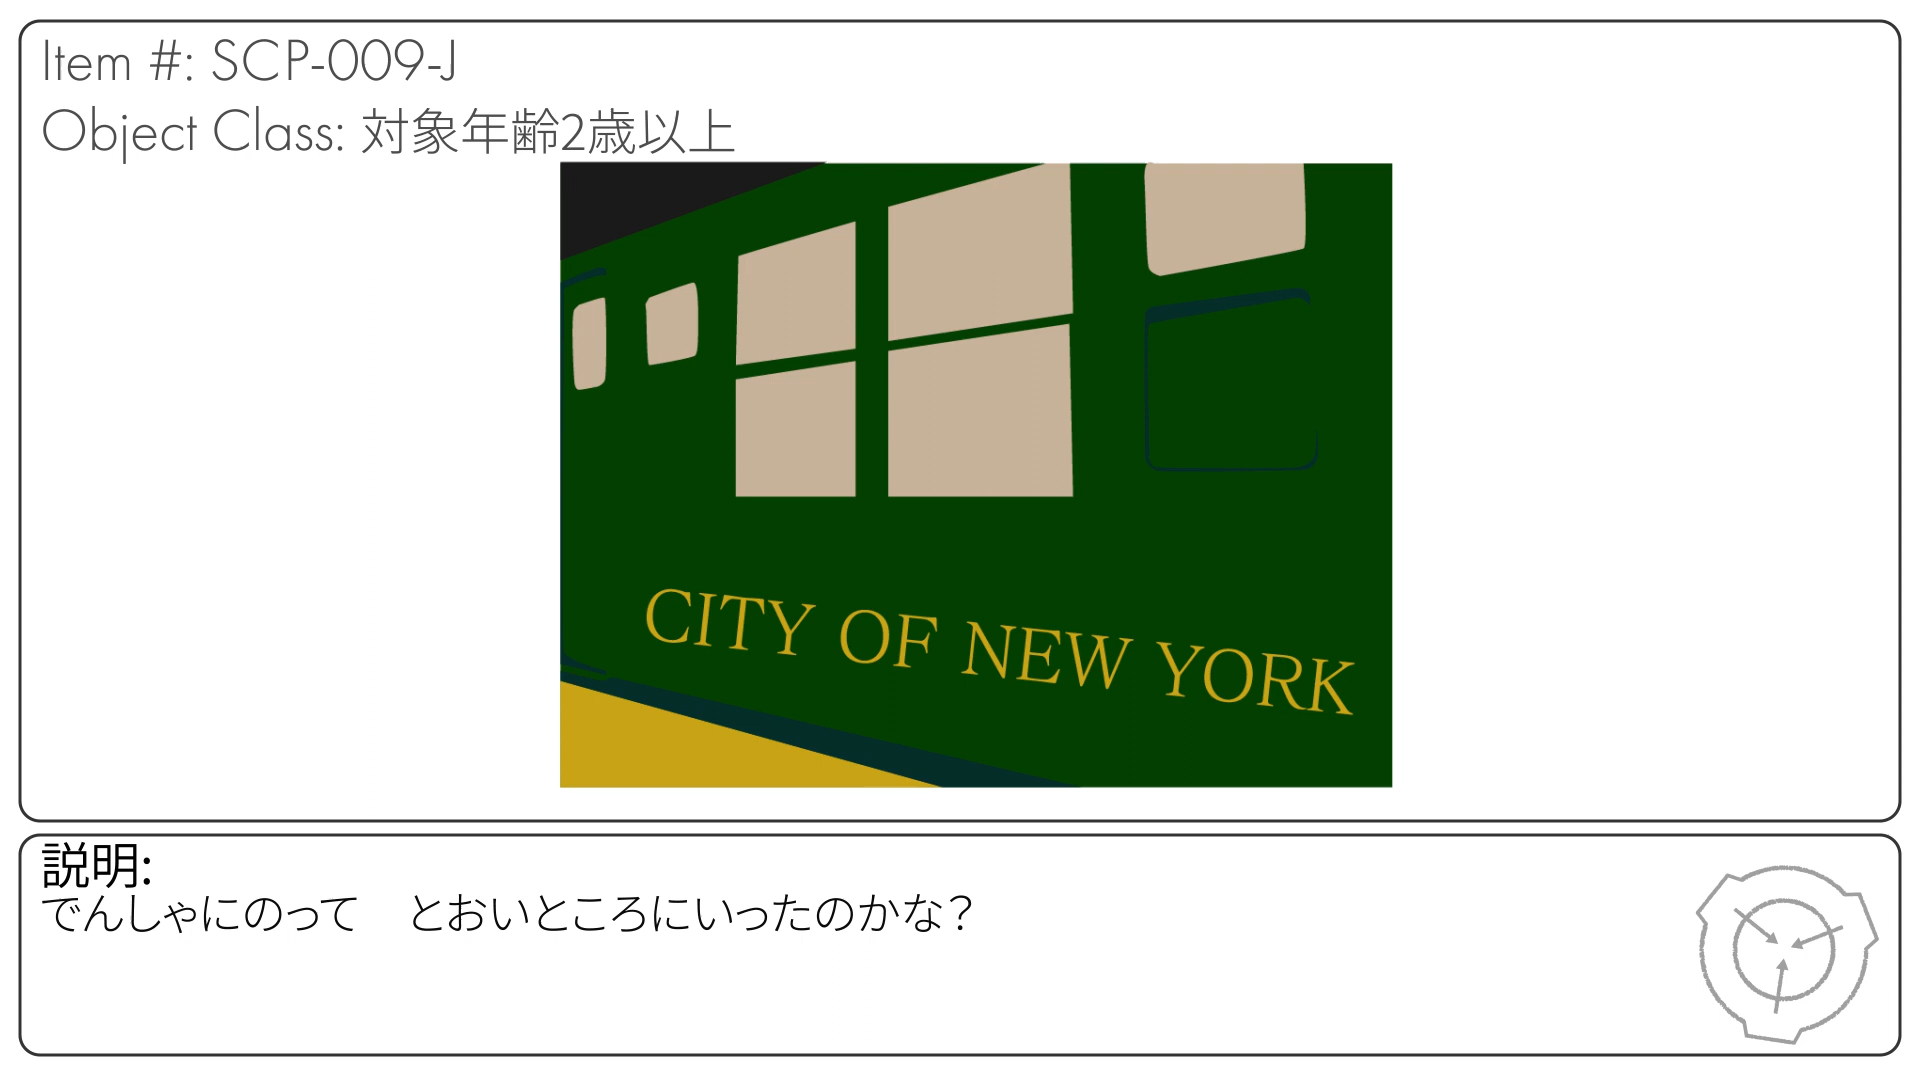 Item #: SCP-009-J
Object Class: 対象年齢2歳以上
CITY OF NEW YORK
説明:
でんしゃにのって　とおいところにいったのかな？